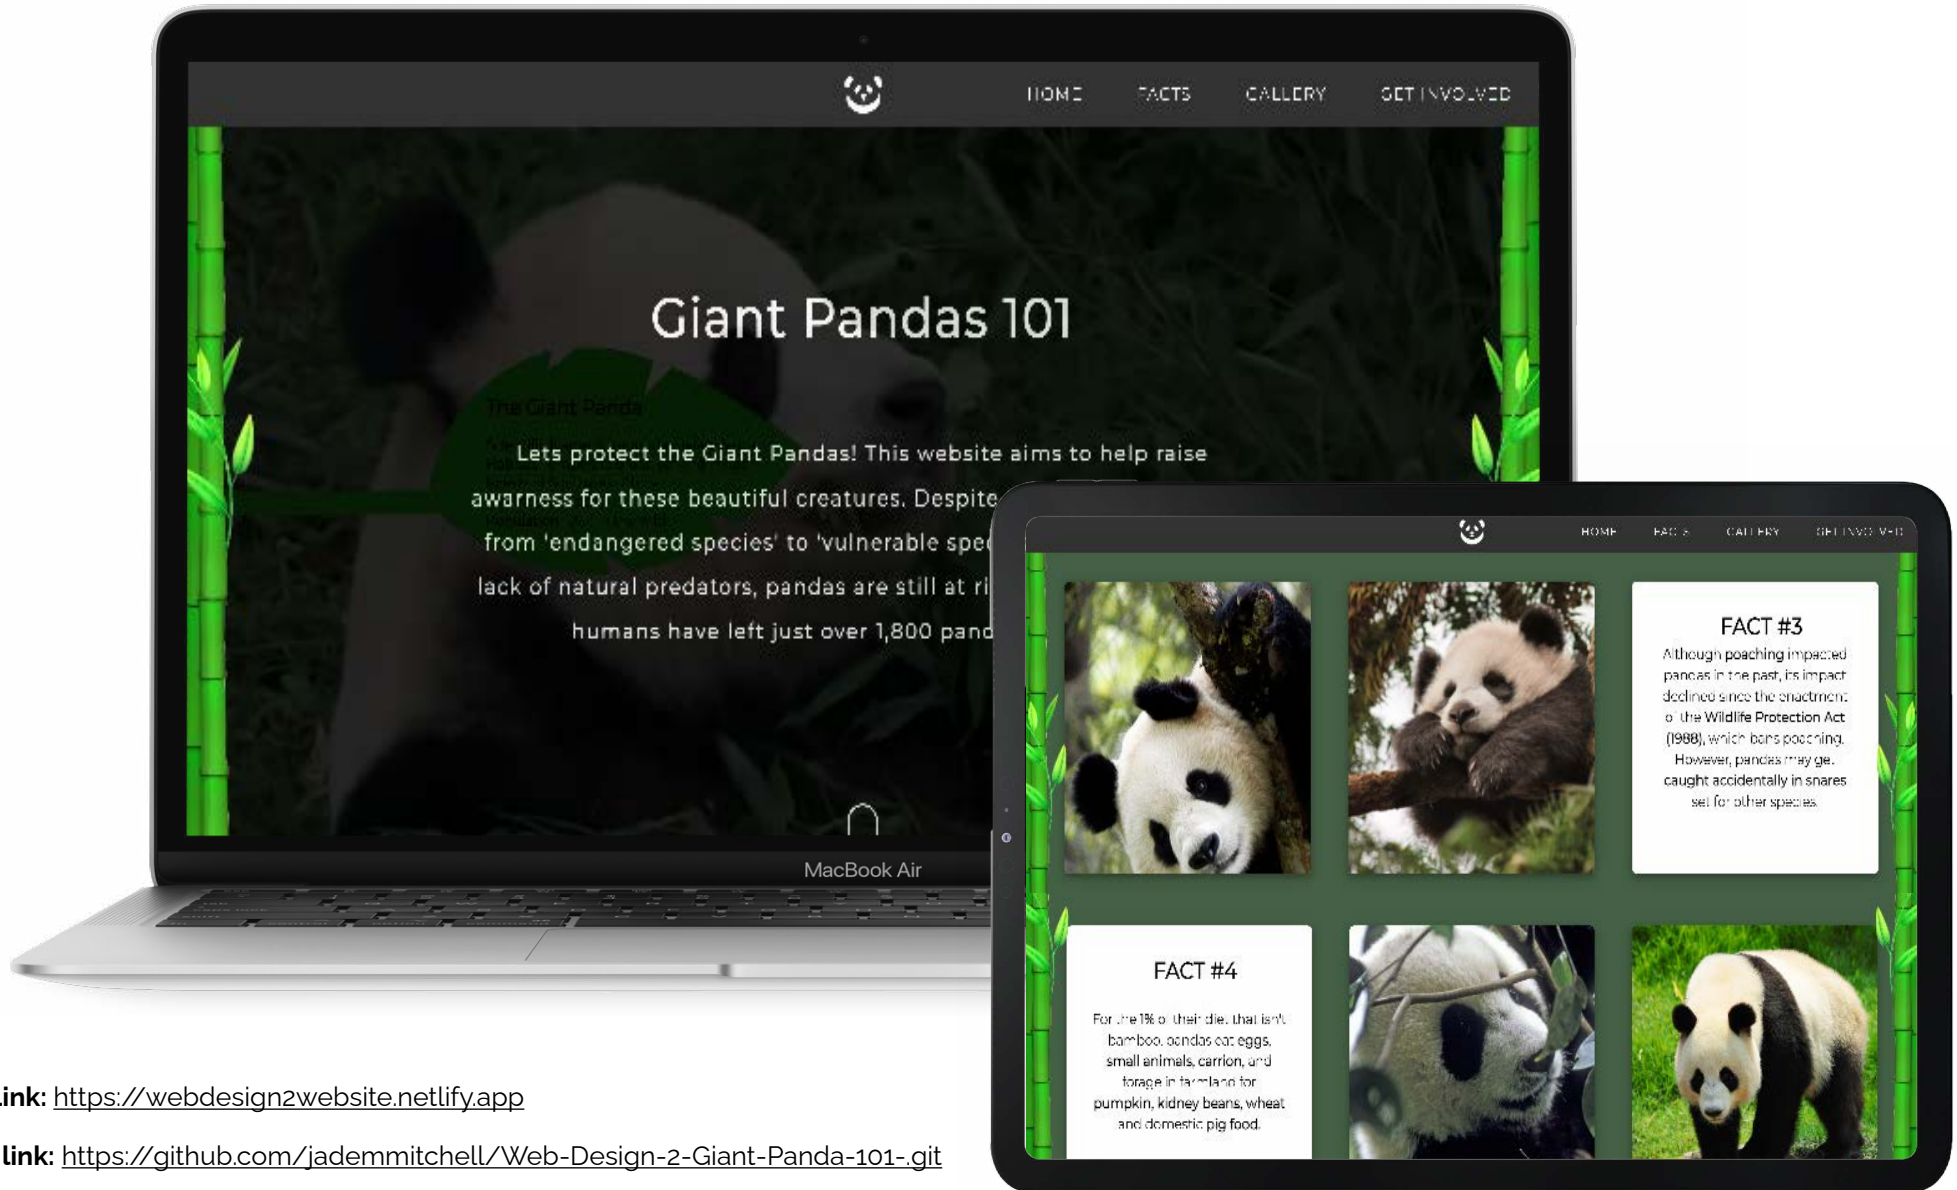 HOME FACTS GALLERY GET INVOLVED
Giant Pandas 101
The Giant Panda
Lets protect the Giant Pandas! This website aims to help raise
awarness for these beautiful creatures. Despite
from 'endangered species' to 'vulnerable spec
lack of natural predators, pandas are still at ri
humans have left just over 1,800 pand
MacBook Air
HOME FACTS GALLERY GET INVOLVED
FACT #3
Although poaching impacted
pandas in the past, its impact
declined since the enactment
of the Wildlife Protection Act
(1988), which bans poaching.
However, pandas may get
caught accidentally in snares
set for other species.
FACT #4
For the 1% of their diet that isn't
bamboo, pandas eat eggs,
small animals, carrion, and
forage in farmland for
pumpkin, kidney beans, wheat
and domestic pig food.
ink: https://webdesign2website.netlify.app
link: https://github.com/jademmitchell/Web-Design-2-Giant-Panda-101-.git